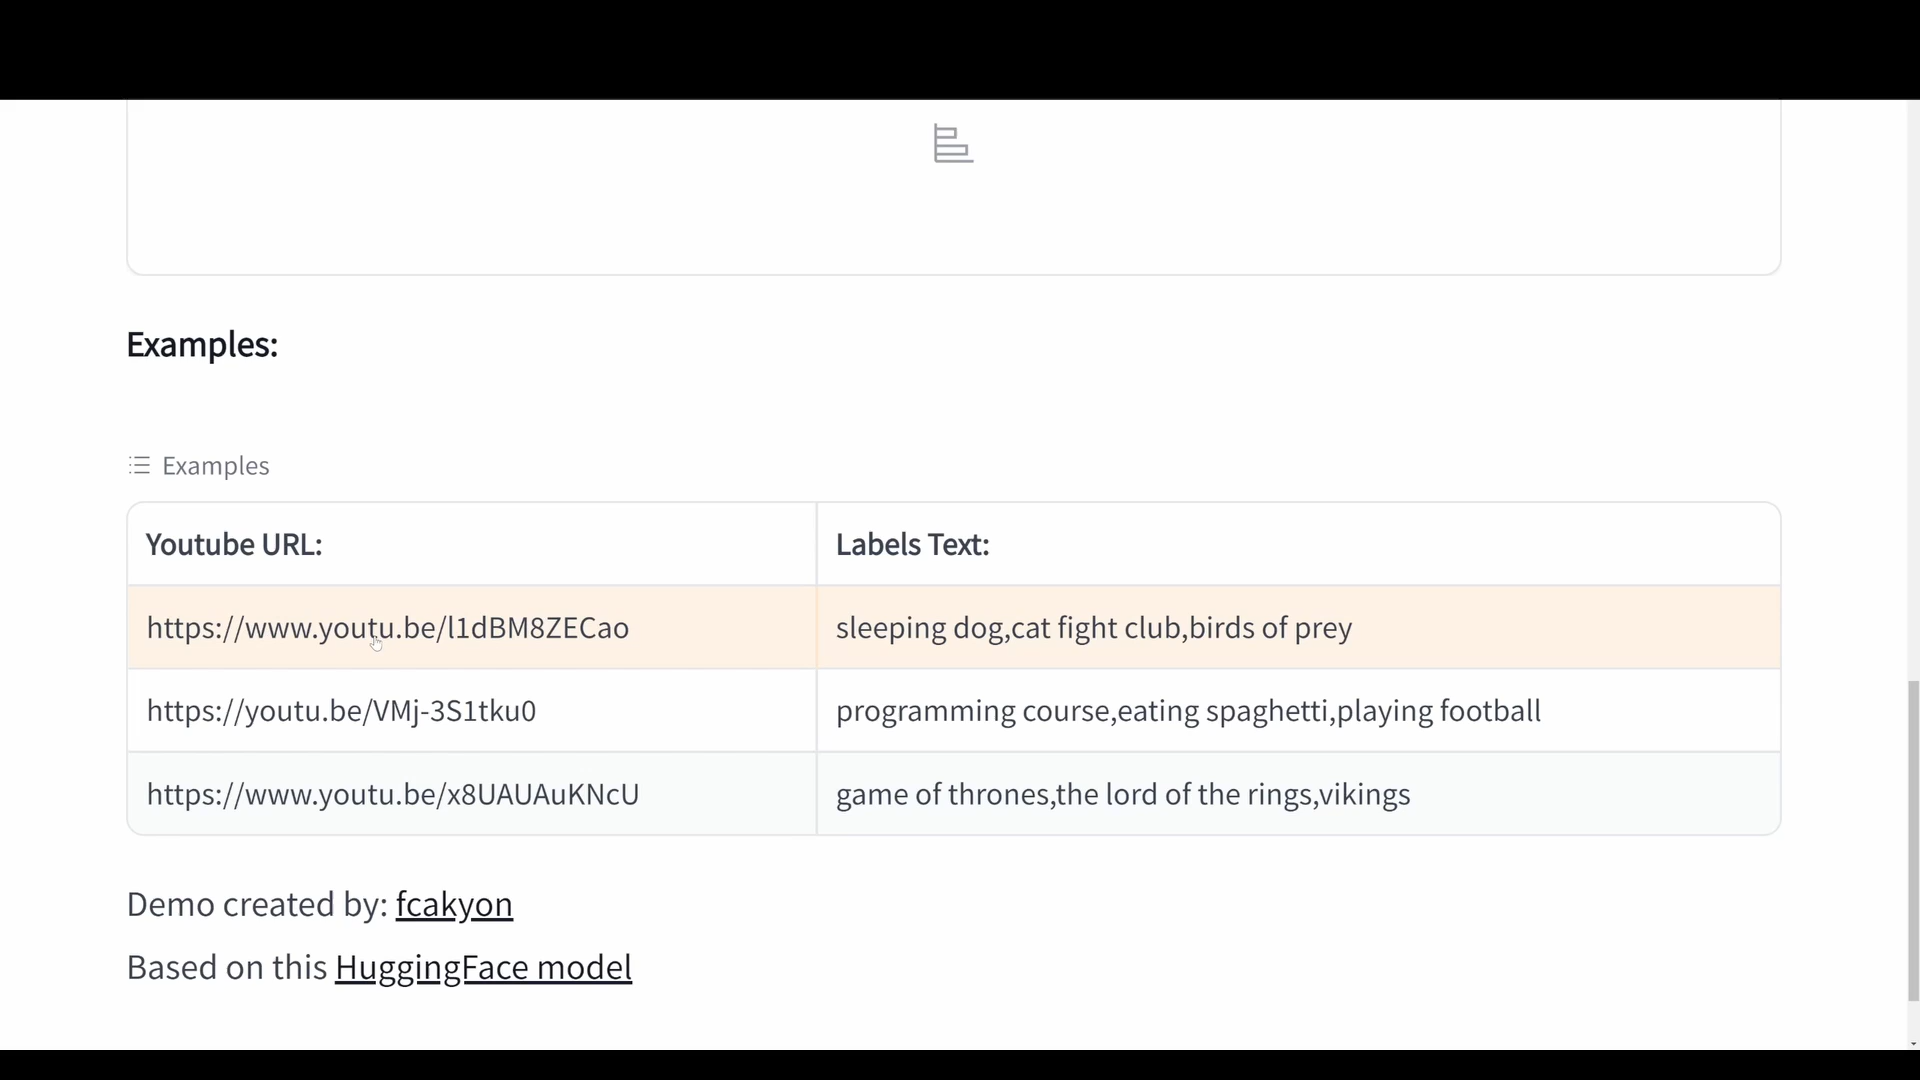 Examples:
Examples
Youtube URL: Labels Text:
https://www.youtu.be/l1dBM8ZECao sleeping dog,cat fight club,birds of prey
https://youtu.be/VMj-3S1tku0 programming course,eating spaghetti,playing football
https://www.youtu.be/x8UAUAuKNcU game of thrones,the lord of the rings,vikings
Demo created by: fcakyon
Based on this HuggingFace model